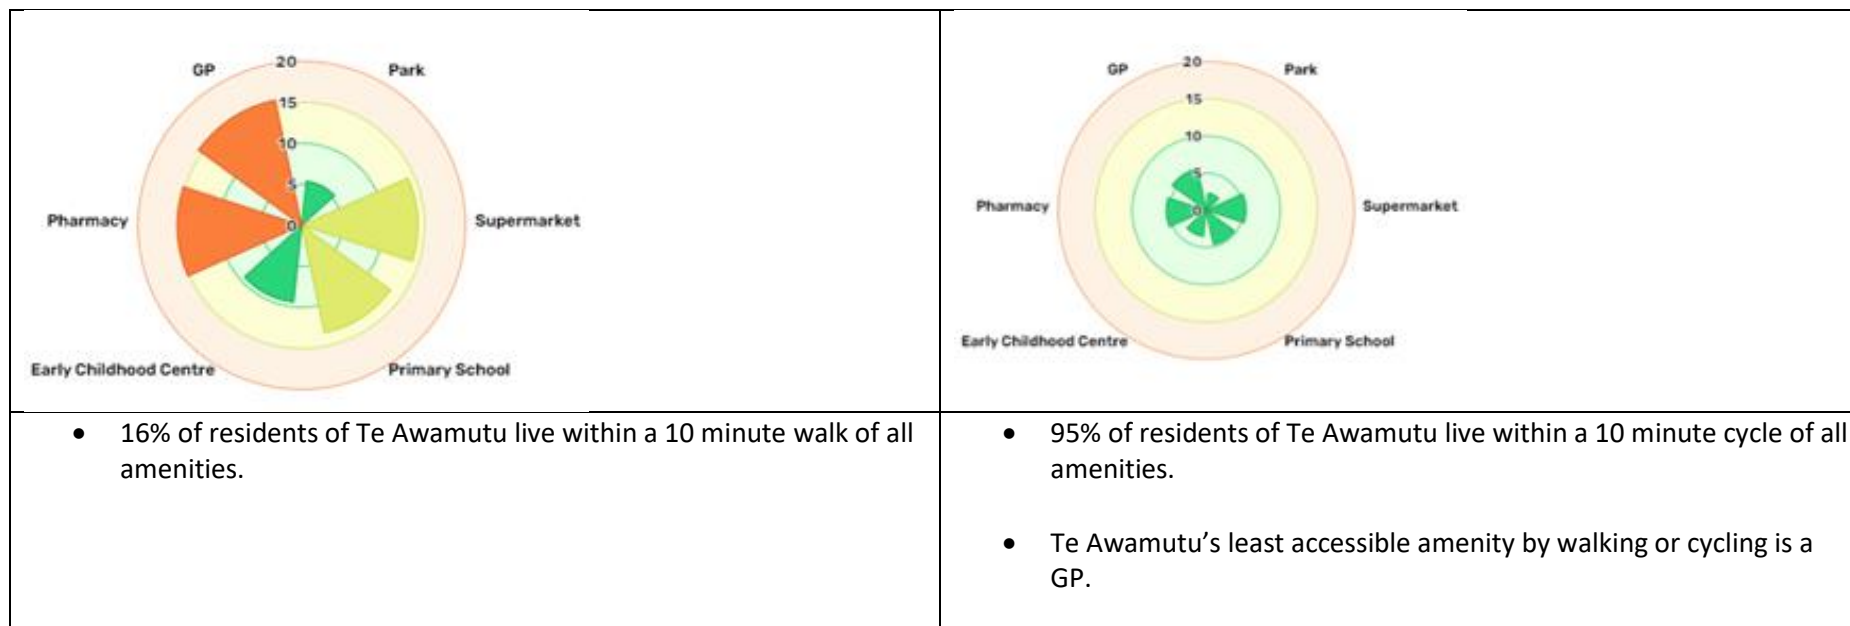 20
GP
Park
15
10
5
0
Pharmacy
Supermarket
Early Childhood Centre
Primary School
20
GP
Park
15
10
5
0
Pharmacy
Supermarket
Early Childhood Centre
Primary School
• 16% of residents of Te Awamutu live within a 10 minute walk of all
amenities.
• 95% of residents of Te Awamutu live within a 10 minute cycle of all
amenities.
• Te Awamutu’s least accessible amenity by walking or cycling is a
GP.